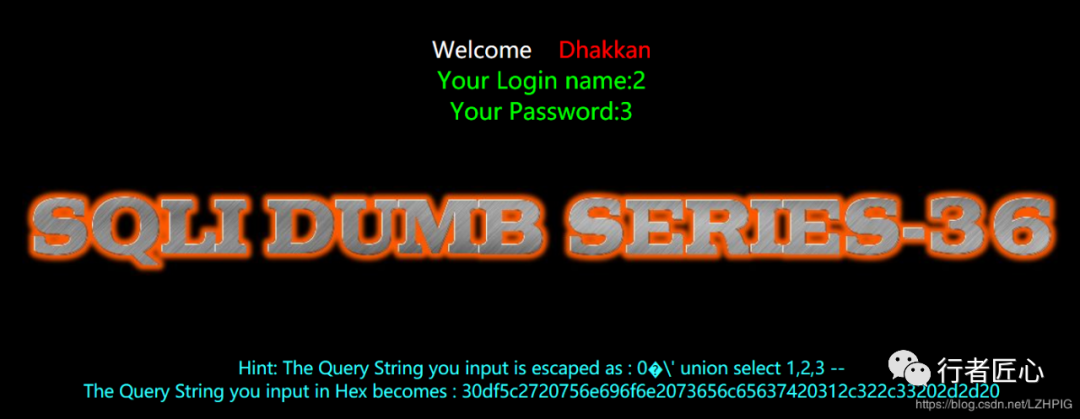 Welcome Dhakkan
Your Login name:2
Your Password:3
SQLI DUMB SERIES-36
Hint: The Query String you input is escaped as : 0�\' union select 1,2,3 --
The Query String you input in Hex becomes : 30df5c2720756e696f6e2073656c65637420312c322c33202d2d20
行者匠心
https://blog.csdn.net/LZHPIG